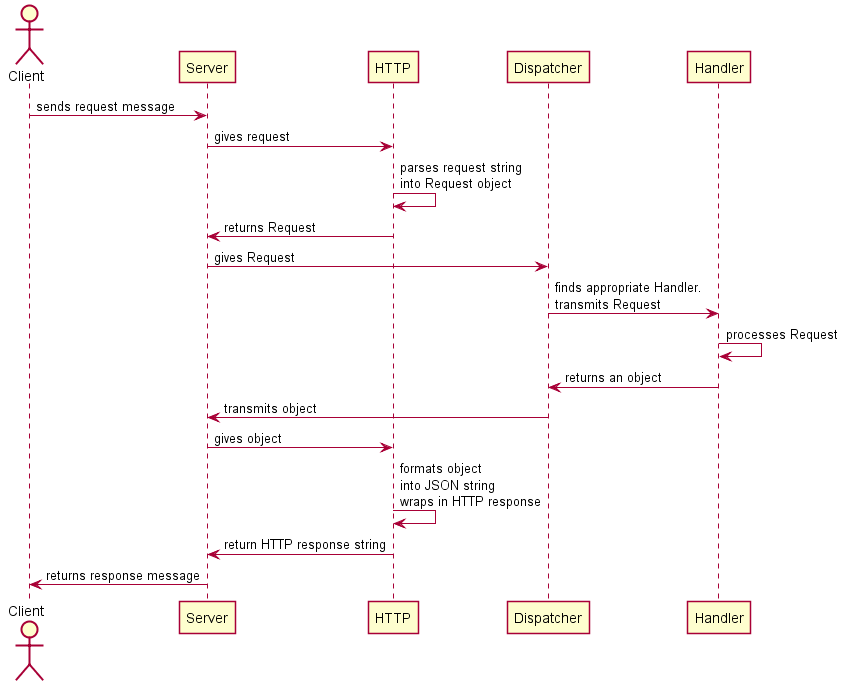 Client
Server
HTTP
Dispatcher
Handler
sends request message
gives request
parses request string
into Request object
returns Request
gives Request
finds appropriate Handler.
transmits Request
processes Request
returns an object
transmits object
gives object
formats object
into JSON string
wraps in HTTP response
return HTTP response string
returns response message
Client
Server
HTTP
Dispatcher
Handler